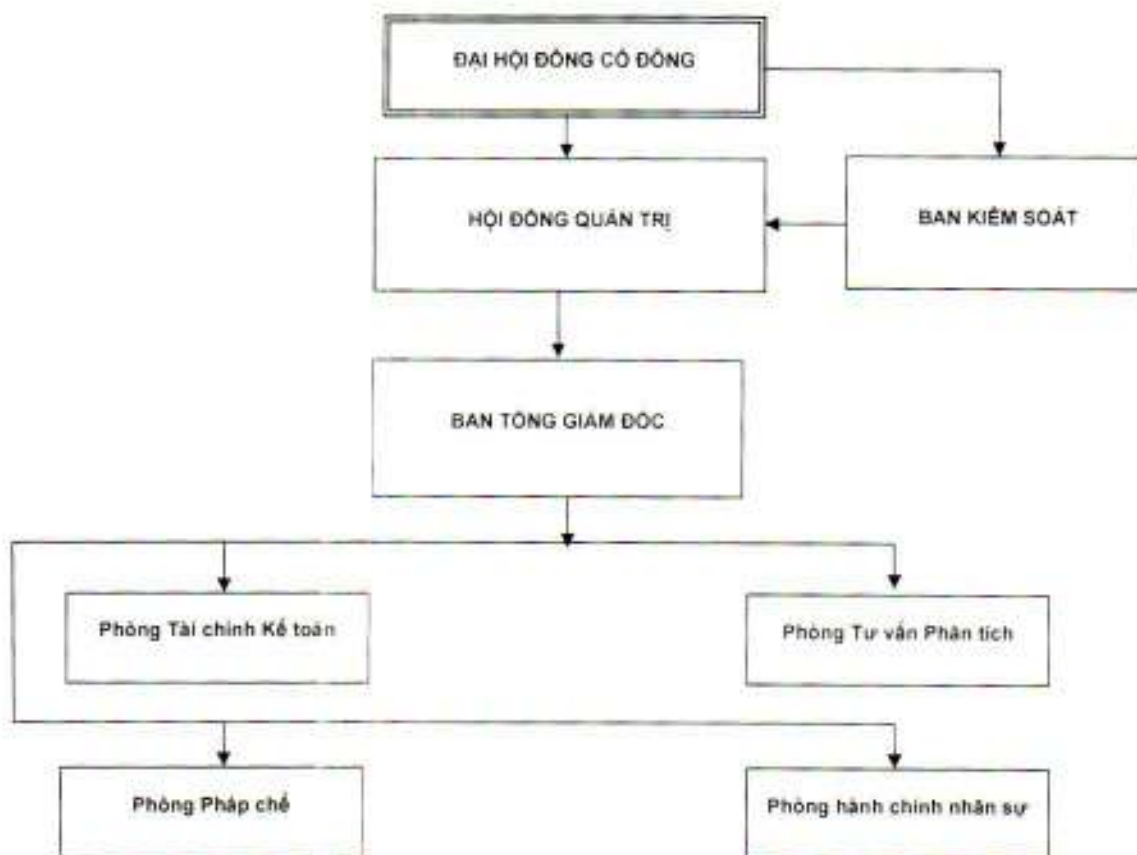 ĐẠI HỘI ĐỒNG CỔ ĐÔNG
HỘI ĐỒNG QUẢN TRỊ
BAN KIỂM SOÁT
BAN TỔNG GIÁM ĐỐC
Phòng Tài chính Kế toán
Phòng Tư vấn Phân tích
Phòng Pháp chế
Phòng hành chính nhân sự